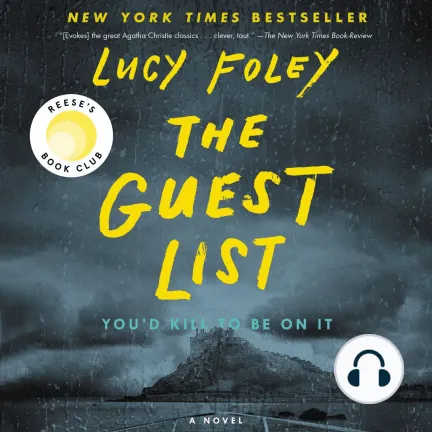 NEW YORK TIMES BESTSELLER
"[Evokes] the great Agatha Christie classics . . . clever, taut." —The New York Times Book Review
LUCY FOLEY
REESE'S
BOOK CLUB
THE
GUEST
LIST
YOU'D KILL TO BE ON IT
A NOVEL